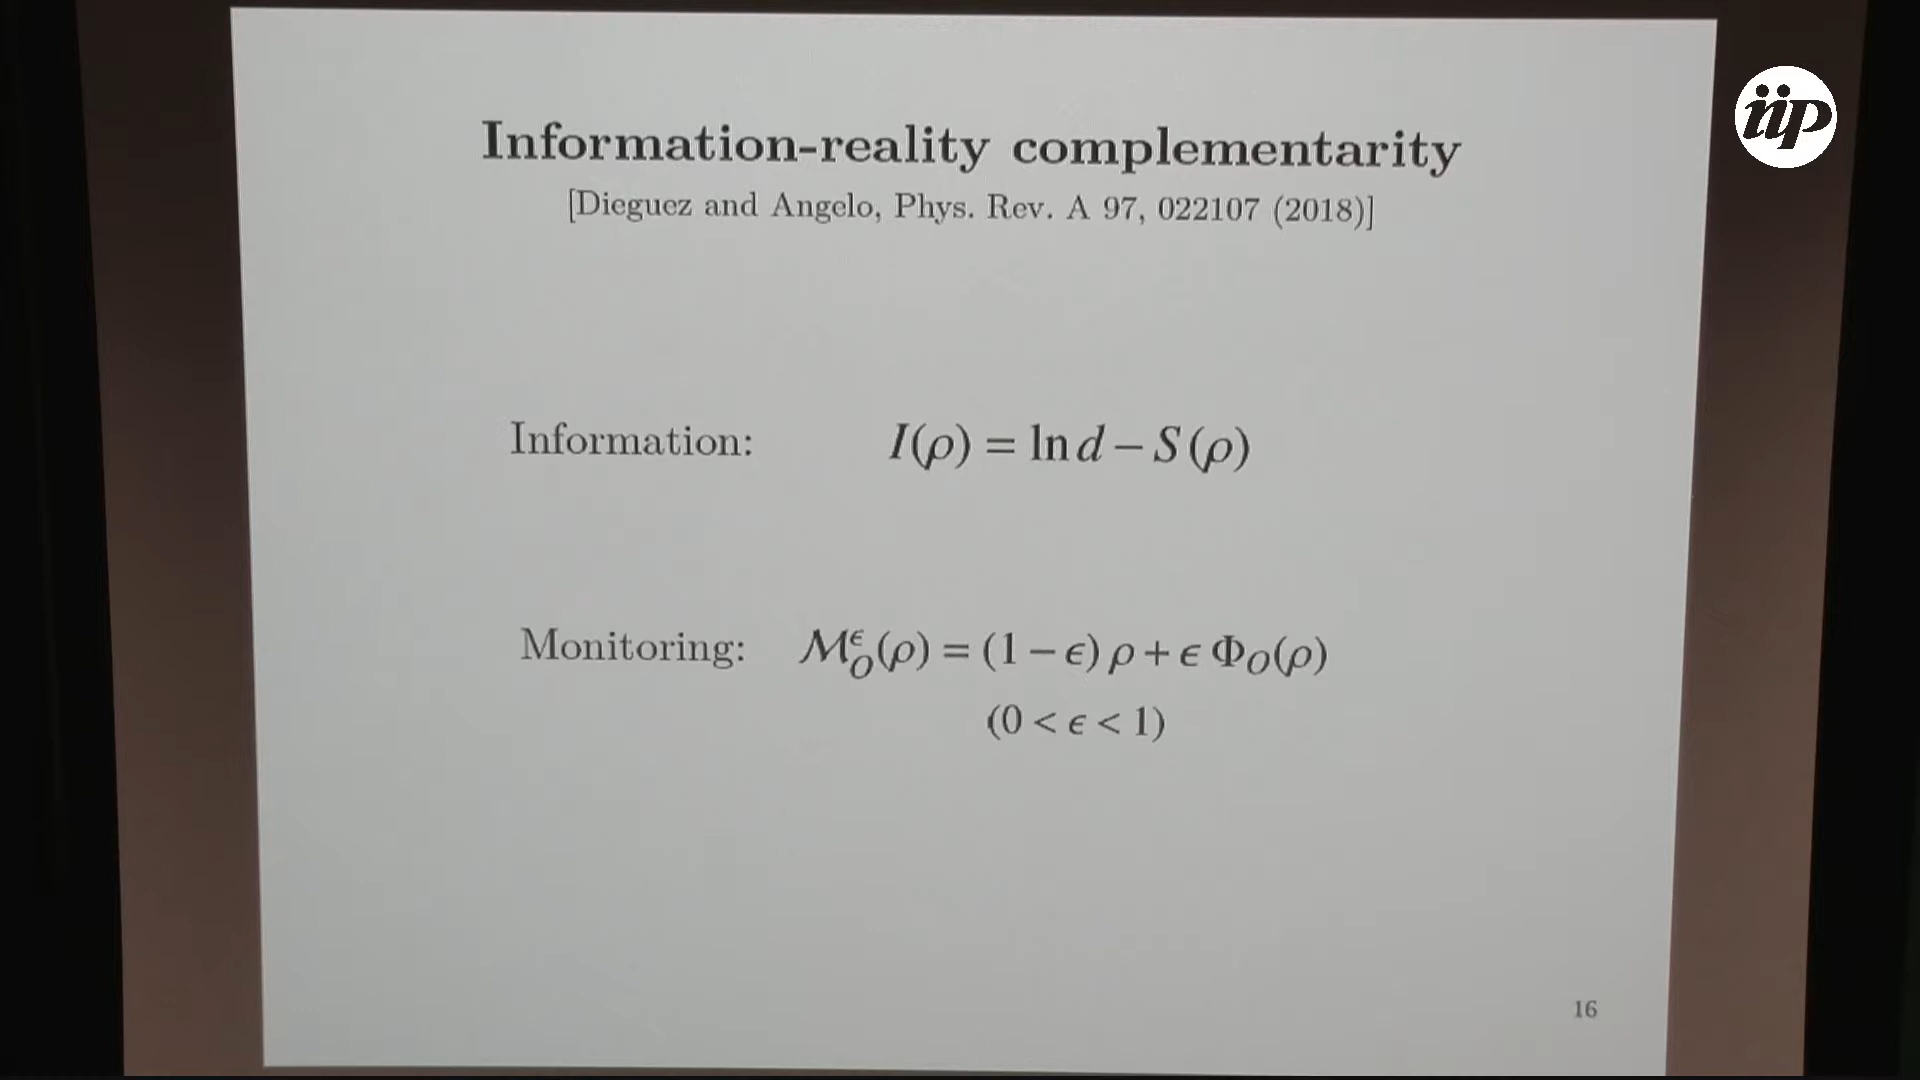 iip
Information-reality complementarity
[Dieguez and Angelo, Phys. Rev. A 97, 022107 (2018)]
Information: I(ρ) = ln d − S(ρ)
Monitoring: ℳ_O^ϵ(ρ) = (1 − ϵ) ρ + ϵ Φ_O(ρ)
(0 < ϵ < 1)
16